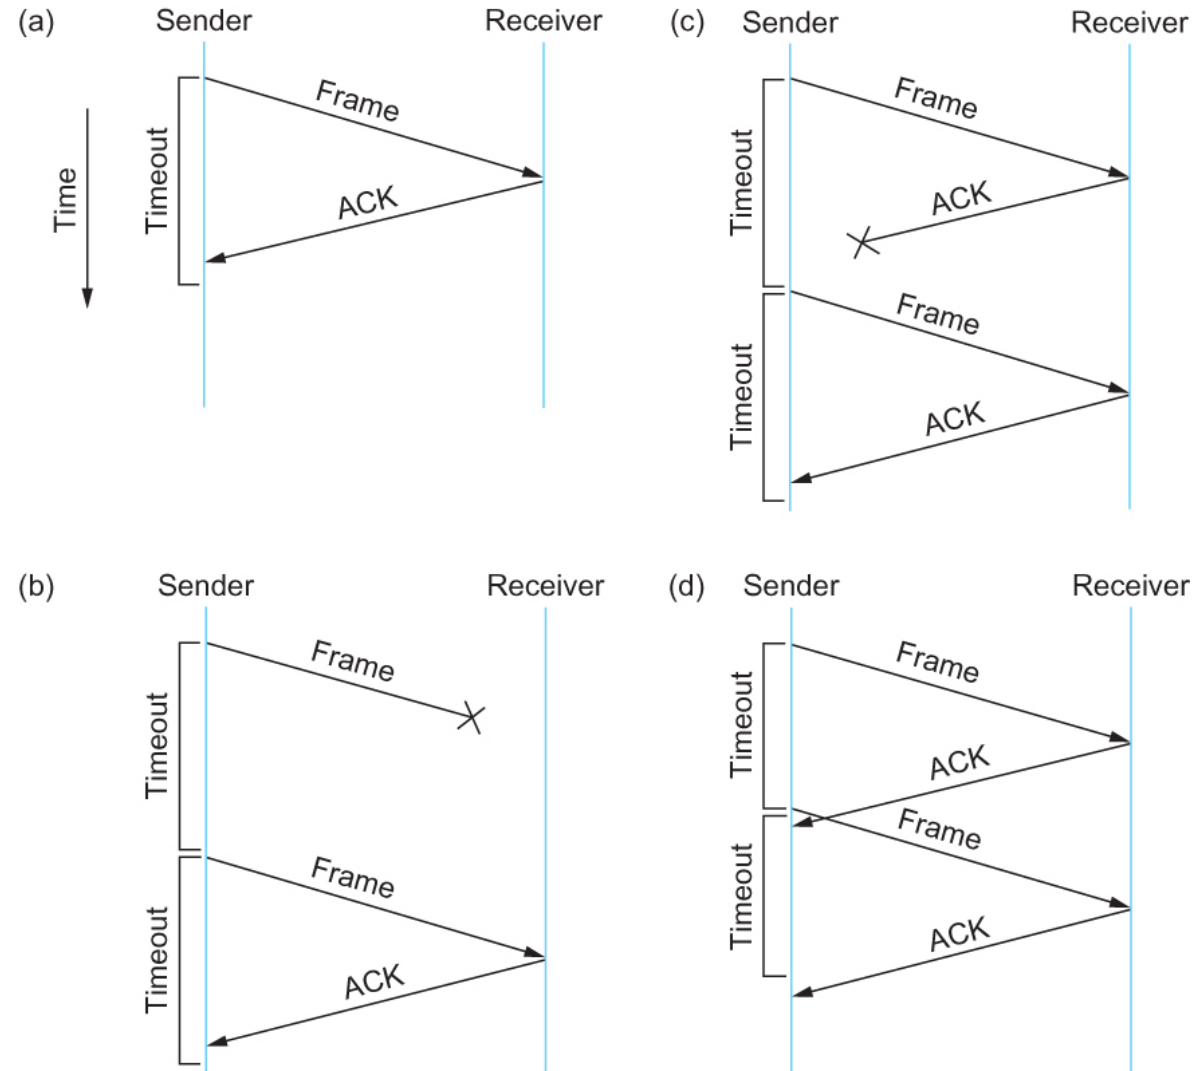 (a)
Sender
Receiver
Time
Timeout
Frame
ACK
(c)
Sender
Receiver
Timeout
Frame
ACK
Timeout
Frame
ACK
(b)
Sender
Receiver
Timeout
Frame
Timeout
Frame
ACK
(d)
Sender
Receiver
Timeout
Frame
ACK
Timeout
Frame
ACK